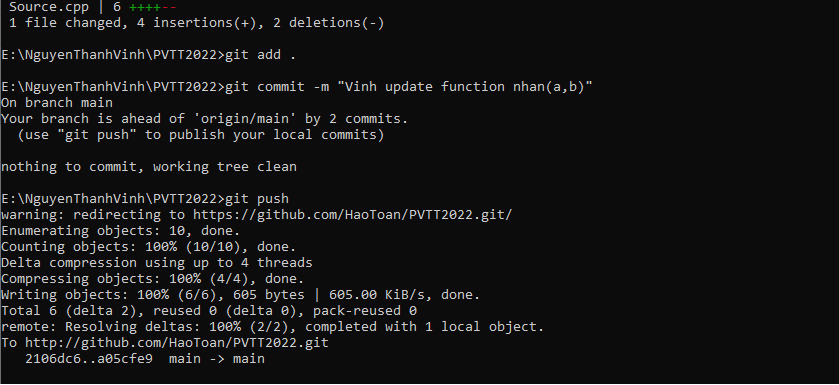 Source.cpp | 6 ++++--
1 file changed, 4 insertions(+), 2 deletions(-)
E:\NguyenThanhVinh\PVTT2022>git add .
E:\NguyenThanhVinh\PVTT2022>git commit -m "Vinh update function nhan(a,b)"
On branch main
Your branch is ahead of 'origin/main' by 2 commits.
(use "git push" to publish your local commits)
nothing to commit, working tree clean
E:\NguyenThanhVinh\PVTT2022>git push
warning: redirecting to https://github.com/HaoToan/PVTT2022.git/
Enumerating objects: 10, done.
Counting objects: 100% (10/10), done.
Delta compression using up to 4 threads
Compressing objects: 100% (4/4), done.
Writing objects: 100% (6/6), 605 bytes | 605.00 KiB/s, done.
Total 6 (delta 2), reused 0 (delta 0), pack-reused 0
remote: Resolving deltas: 100% (2/2), completed with 1 local object.
To http://github.com/HaoToan/PVTT2022.git
2106dc6..a05cfe9  main -> main